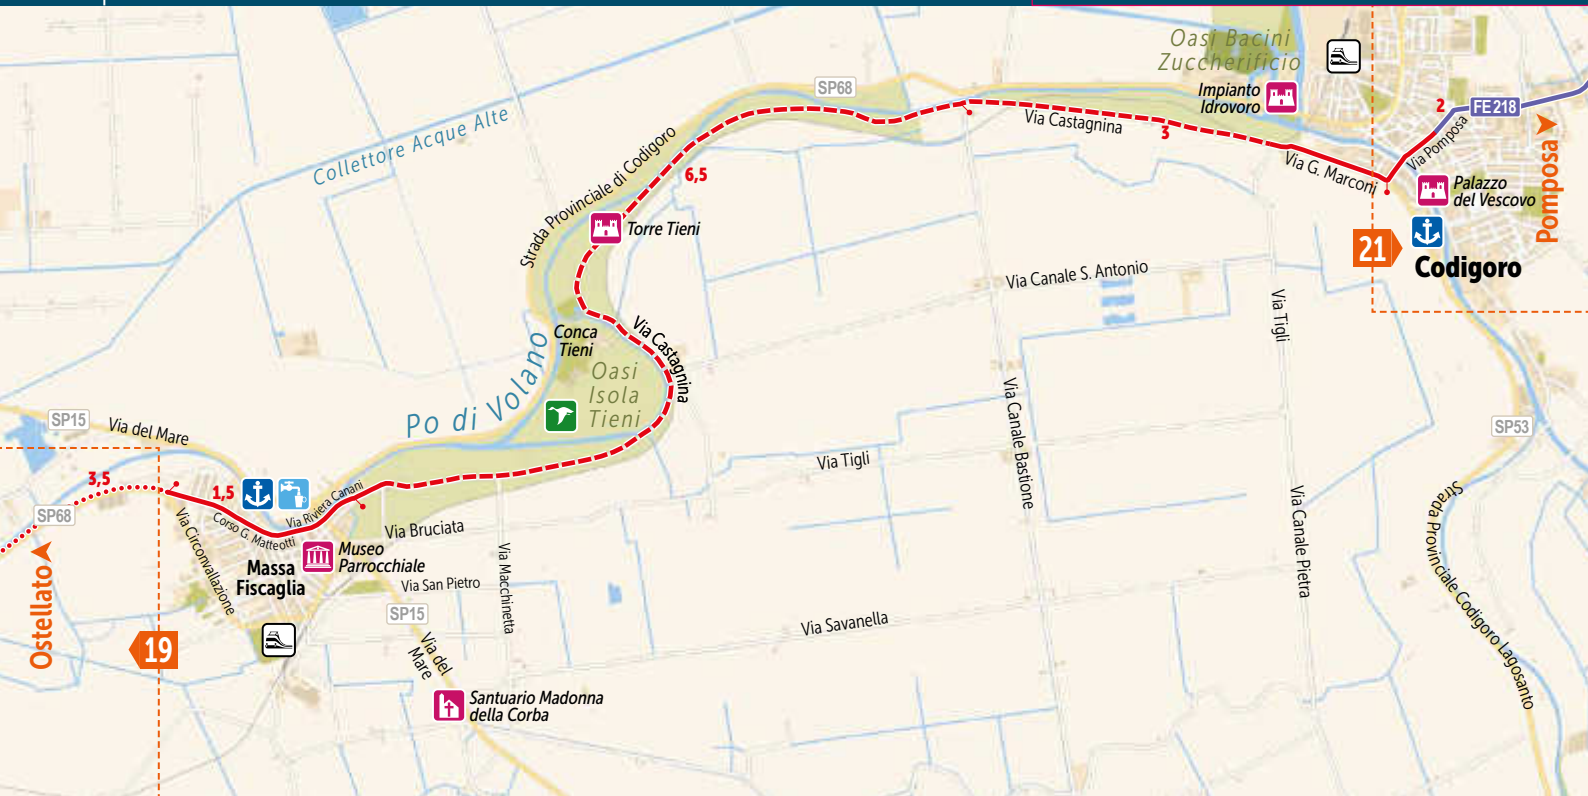 Oasi Bacini
Zuccherificio
Impianto
Idrovoro
SP68
Collettore Acque Alte
Strada Provinciale di Codigoro
6,5
Via Castagnina
3
Via G. Marconi
2
FE218
Via Pomposa
Pomposa
Palazzo
del Vescovo
21
Codigoro
Torre Tieni
Via Canale S. Antonio
Via Tigli
Conca
Tieni
Via Castagnina
Oasi
Isola
Tieni
Po di Volano
SP15
Via del Mare
Via Canale Bastione
SP53
Via Tigli
3,5
1,5
SP68
Via Riviera Canani
Corso G. Matteotti
Via Circonvallazione
Via Bruciata
Museo
Parrocchiale
Massa
Fiscaglia
Via San Pietro
Via Macchinetta
Via Canale Pietra
Strada Provinciale Codigoro Lagosanto
Ostellato
19
SP15
Via del
Mare
Via Savanella
Santuario Madonna
della Corba